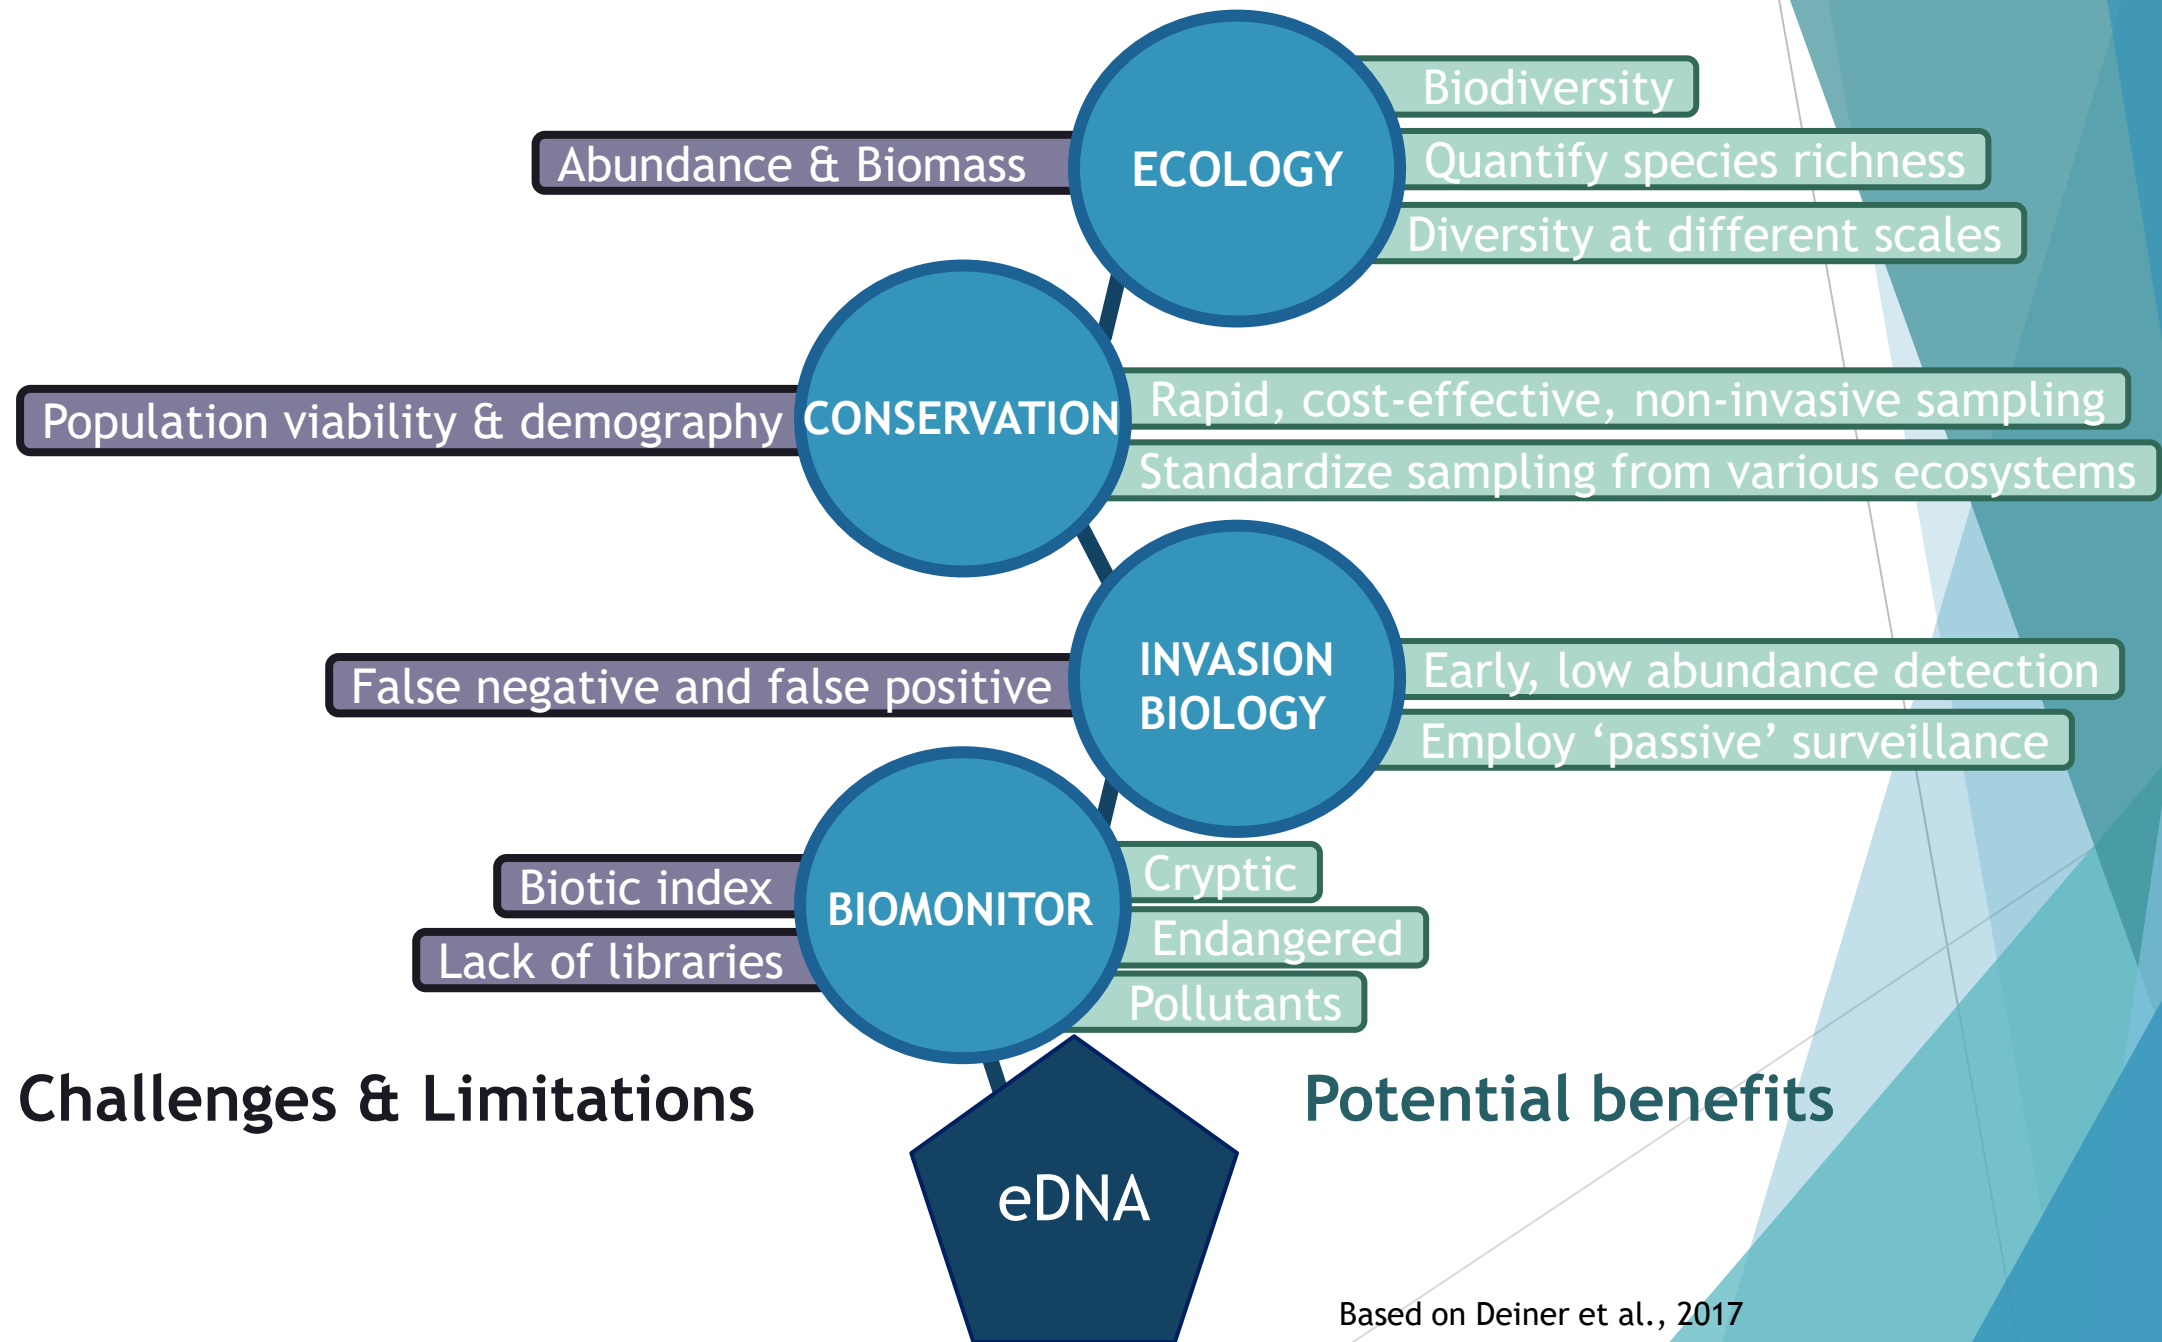 Biodiversity
Abundance & Biomass
ECOLOGY
Quantify species richness
Diversity at different scales
Population viability & demography
CONSERVATION
Rapid, cost-effective, non-invasive sampling
Standardize sampling from various ecosystems
False negative and false positive
INVASION
BIOLOGY
Early, low abundance detection
Employ ‘passive’ surveillance
Biotic index
Lack of libraries
BIOMONITOR
Cryptic
Endangered
Pollutants
Challenges & Limitations
Potential benefits
eDNA
Based on Deiner et al., 2017